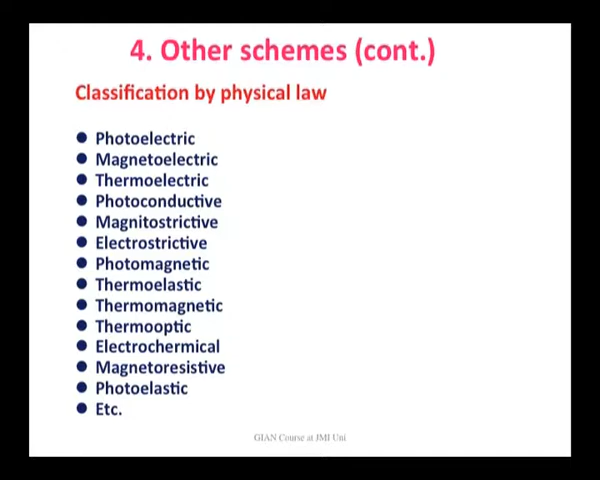 4. Other schemes (cont.)
Classification by physical law
● Photoelectric
● Magnetoelectric
● Thermoelectric
● Photoconductive
● Magnitostrictive
● Electrostrictive
● Photomagnetic
● Thermoelastic
● Thermomagnetic
● Thermooptic
● Electrochermical
● Magnetoresistive
● Photoelastic
● Etc.
GIAN Course at JMI Uni